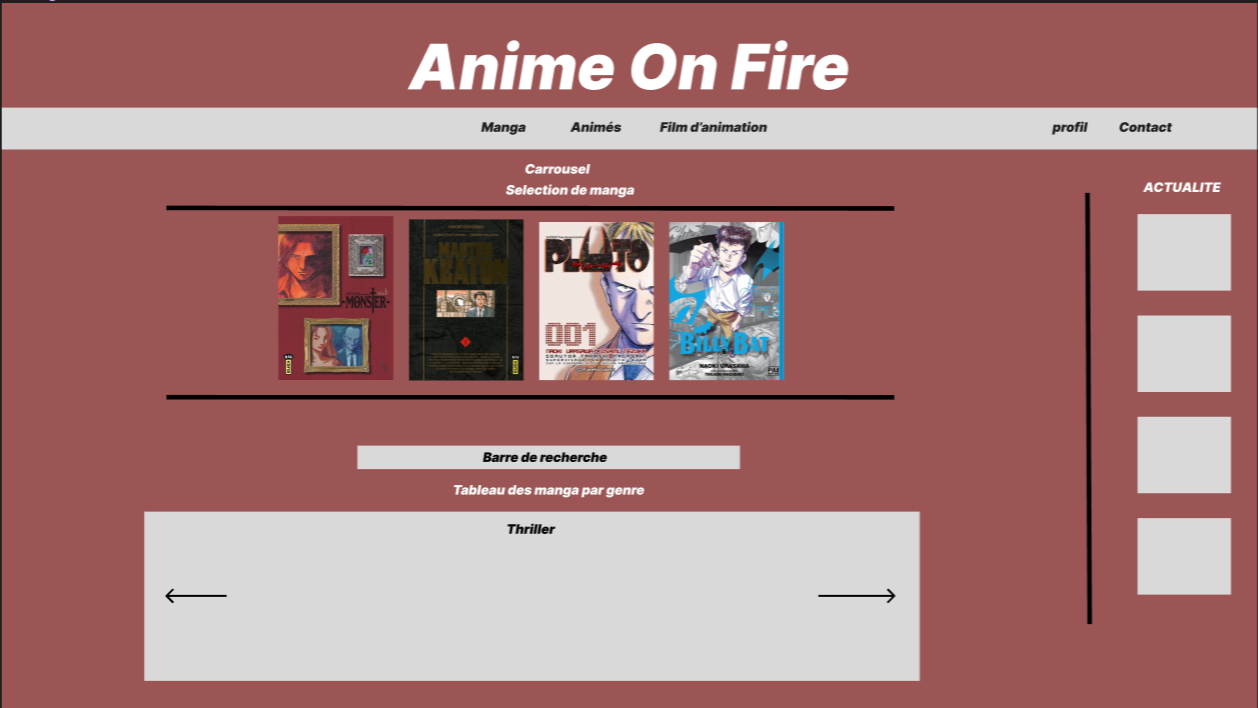 Anime On Fire
Manga
Animés
Film d'animation
profil
Contact
Carrousel
Selection de manga
ACTUALITE
MONSTER
MASTER
KEATON
PLUTO
001
BILLY BAT
NAOKI URASAWA
Barre de recherche
Tableau des manga par genre
Thriller